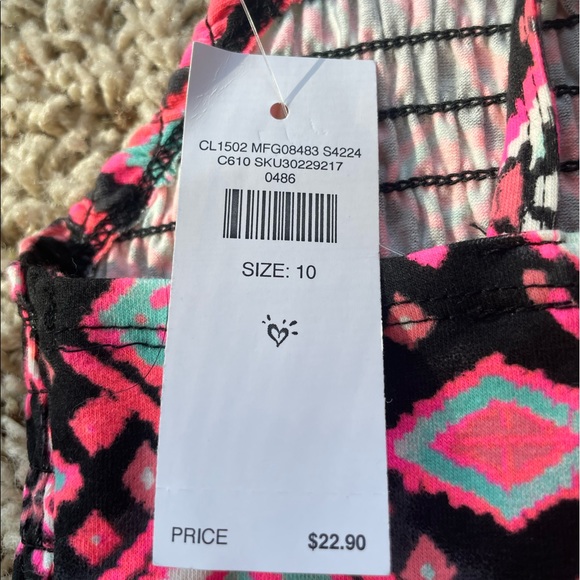 CL1502 MFG08483 S4224
C610 SKU30229217
0486
SIZE: 10
PRICE $22.90